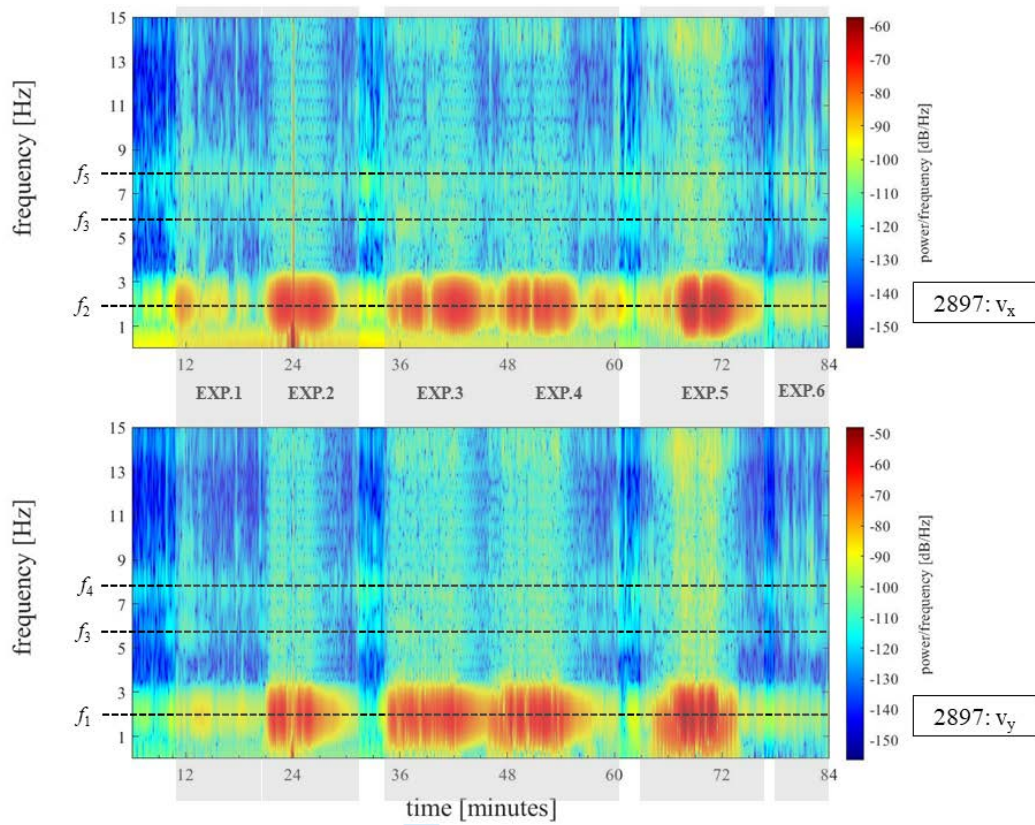 15
13
11
9
7
5
3
1
frequency [Hz]
f5
f3
f2
12 24 36 48 60 72 84
-60
-70
-80
-90
-100
-110
-120
-130
-140
-150
power/frequency [dB/Hz]
2897: vx
EXP.1 EXP.2 EXP.3 EXP.4 EXP.5 EXP.6
15
13
11
9
7
5
3
1
frequency [Hz]
f4
f3
f1
12 24 36 48 60 72 84
time [minutes]
-50
-60
-70
-80
-90
-100
-110
-120
-130
-140
-150
power/frequency [dB/Hz]
2897: vy